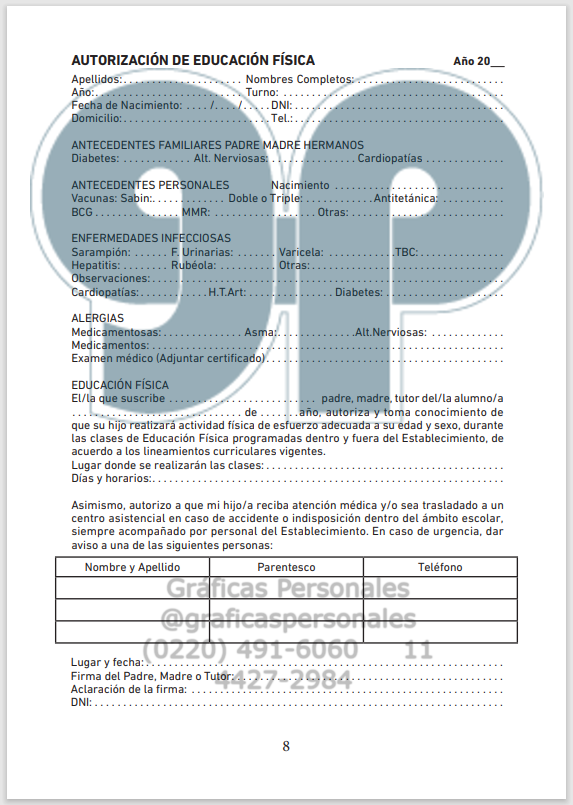 AUTORIZACIÓN DE EDUCACIÓN FÍSICA Año 20__
Apellidos:..................... Nombres Completos:..........................
Año:........................... Turno: ......................................
Fecha de Nacimiento: ..... /..... /..... DNI:.....................................
Domicilio:.......................... Tel.:.....................................
ANTECEDENTES FAMILIARES PADRE MADRE HERMANOS
Diabetes: ............ Alt. Nerviosas: ............... Cardiopatías ..............
ANTECEDENTES PERSONALES Nacimiento ..............................
Vacunas: Sabin:............. Doble o Triple: ............ Antitetánica: ...........
BCG ............... MMR: .................. Otras: ...........................
ENFERMEDADES INFECCIOSAS
Sarampión: ...... F. Urinarias: ........ Varicela: ............ TBC: ..............
Hepatitis: ....... Rubéola: .......... Otras: ..................................
Observaciones: ..............................................................
Cardiopatías: ............ H.T.Art: ............... Diabetes: ....................
ALERGIAS
Medicamentosas: .............. Asma:..............Alt.Nerviosas: .............
Medicamentos: ..............................................................
Examen médico (Adjuntar certificado)..........................................
EDUCACIÓN FÍSICA
El/la que suscribe .......................... padre, madre, tutor del/la alumno/a
.............................. de ....... año, autoriza y toma conocimiento de
que su hijo realizará actividad física de esfuerzo adecuada a su edad y sexo, durante
las clases de Educación Física programadas dentro y fuera del Establecimiento, de
acuerdo a los lineamientos curriculares vigentes.
Lugar donde se realizarán las clases: ..........................................
Días y horarios:..............................................................
Asimismo, autorizo a que mi hijo/a reciba atención médica y/o sea trasladado a un
centro asistencial en caso de accidente o indisposición dentro del ámbito escolar,
siempre acompañado por personal del Establecimiento. En caso de urgencia, dar
aviso a una de las siguientes personas:
Nombre y Apellido Parentesco Teléfono
Gráficas Personales
@graficaspersonales
(0220) 491-6060 11
4427-2984
Lugar y fecha: ...............................................................
Firma del Padre, Madre o Tutor: ...............................................
Aclaración de la firma: .......................................................
DNI: ........................................................................
8